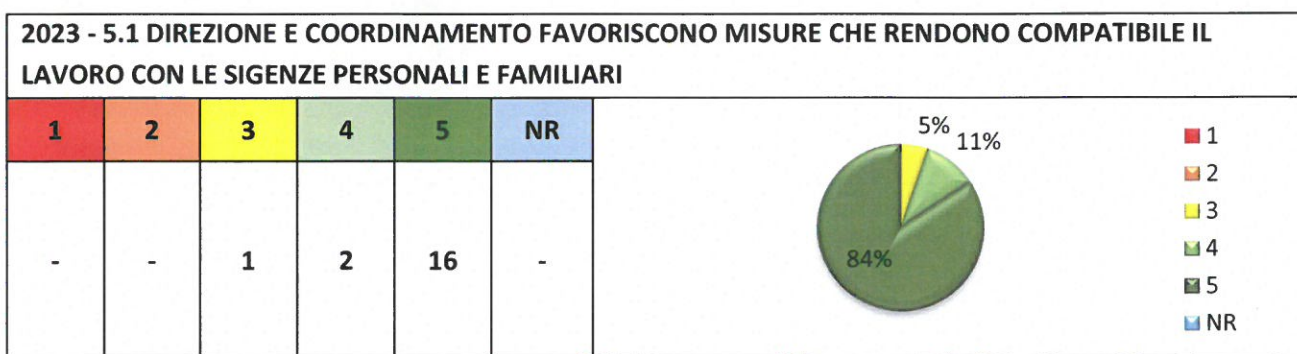 2023 - 5.1 DIREZIONE E COORDINAMENTO FAVORISCONO MISURE CHE RENDONO COMPATIBILE IL
LAVORO CON LE SIGENZE PERSONALI E FAMILIARI
1 2 3 4 5 NR
- - 1 2 16 -
5%
11%
84%
1
2
3
4
5
NR